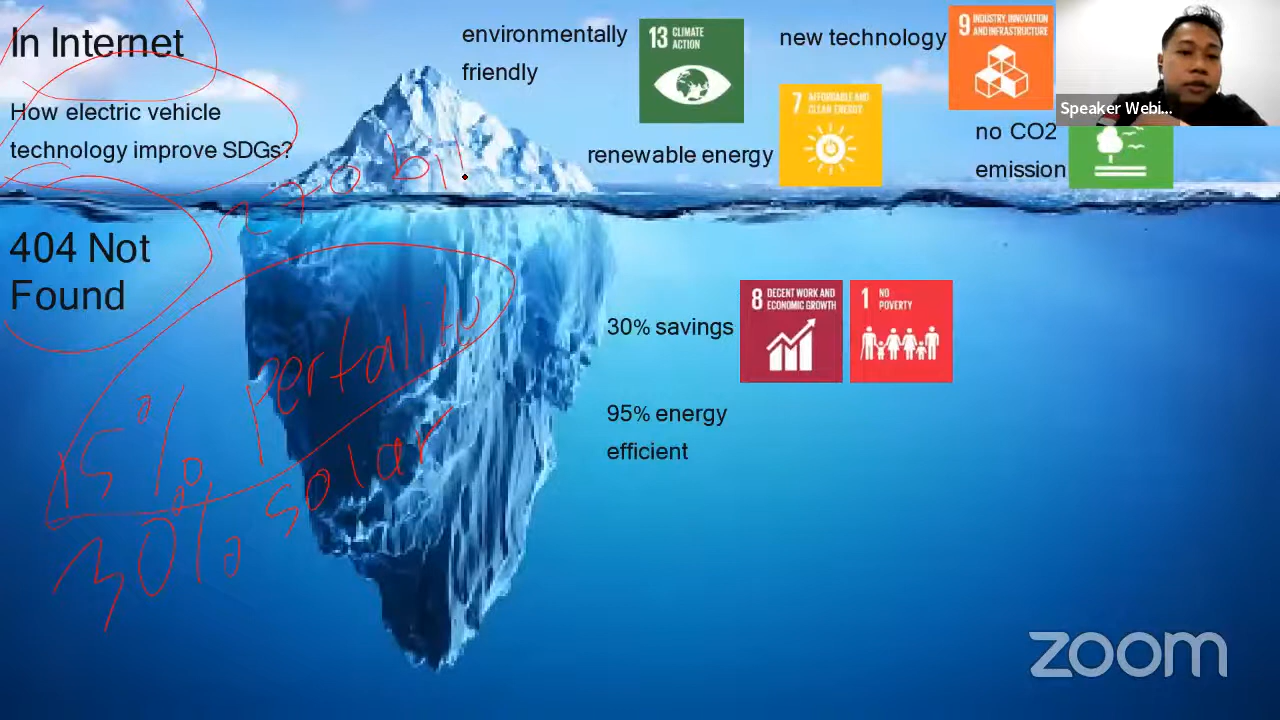 In Internet
How electric vehicle
technology improve SDGs?
environmentally
friendly
13 CLIMATE
ACTION
renewable energy
7 AFFORDABLE AND
CLEAN ENERGY
new technology
9 INDUSTRY, INNOVATION
AND INFRASTRUCTURE
no CO2
emission
Speaker Webi...
270 bil
404 Not
Found
30% savings
8 DECENT WORK AND
ECONOMIC GROWTH
1 NO
POVERTY
95% energy
efficient
15% pertalite
30% solar
zoom